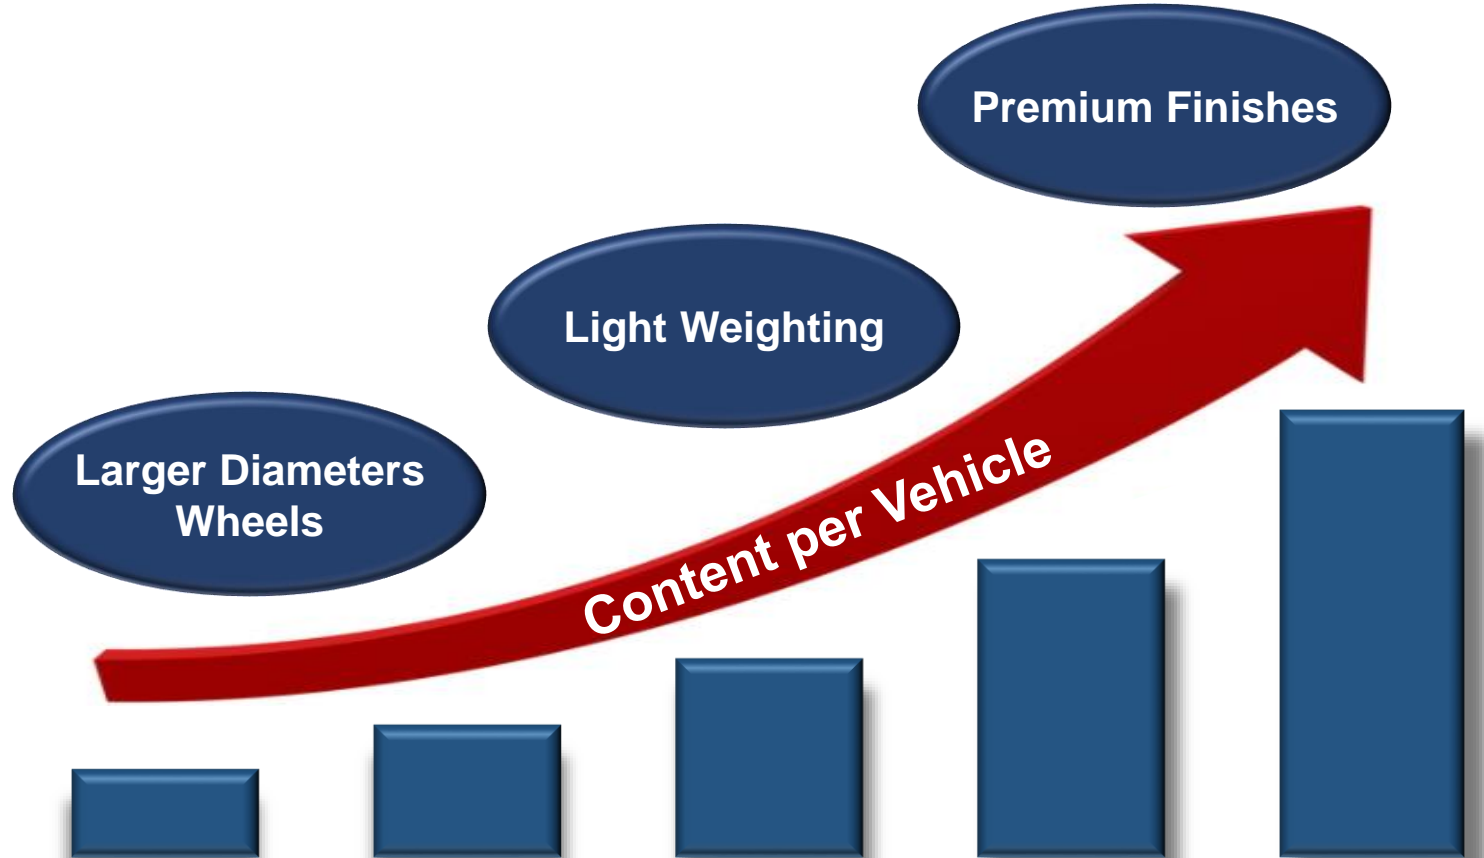 Premium Finishes
Light Weighting
Larger Diameters
Wheels
Content per Vehicle